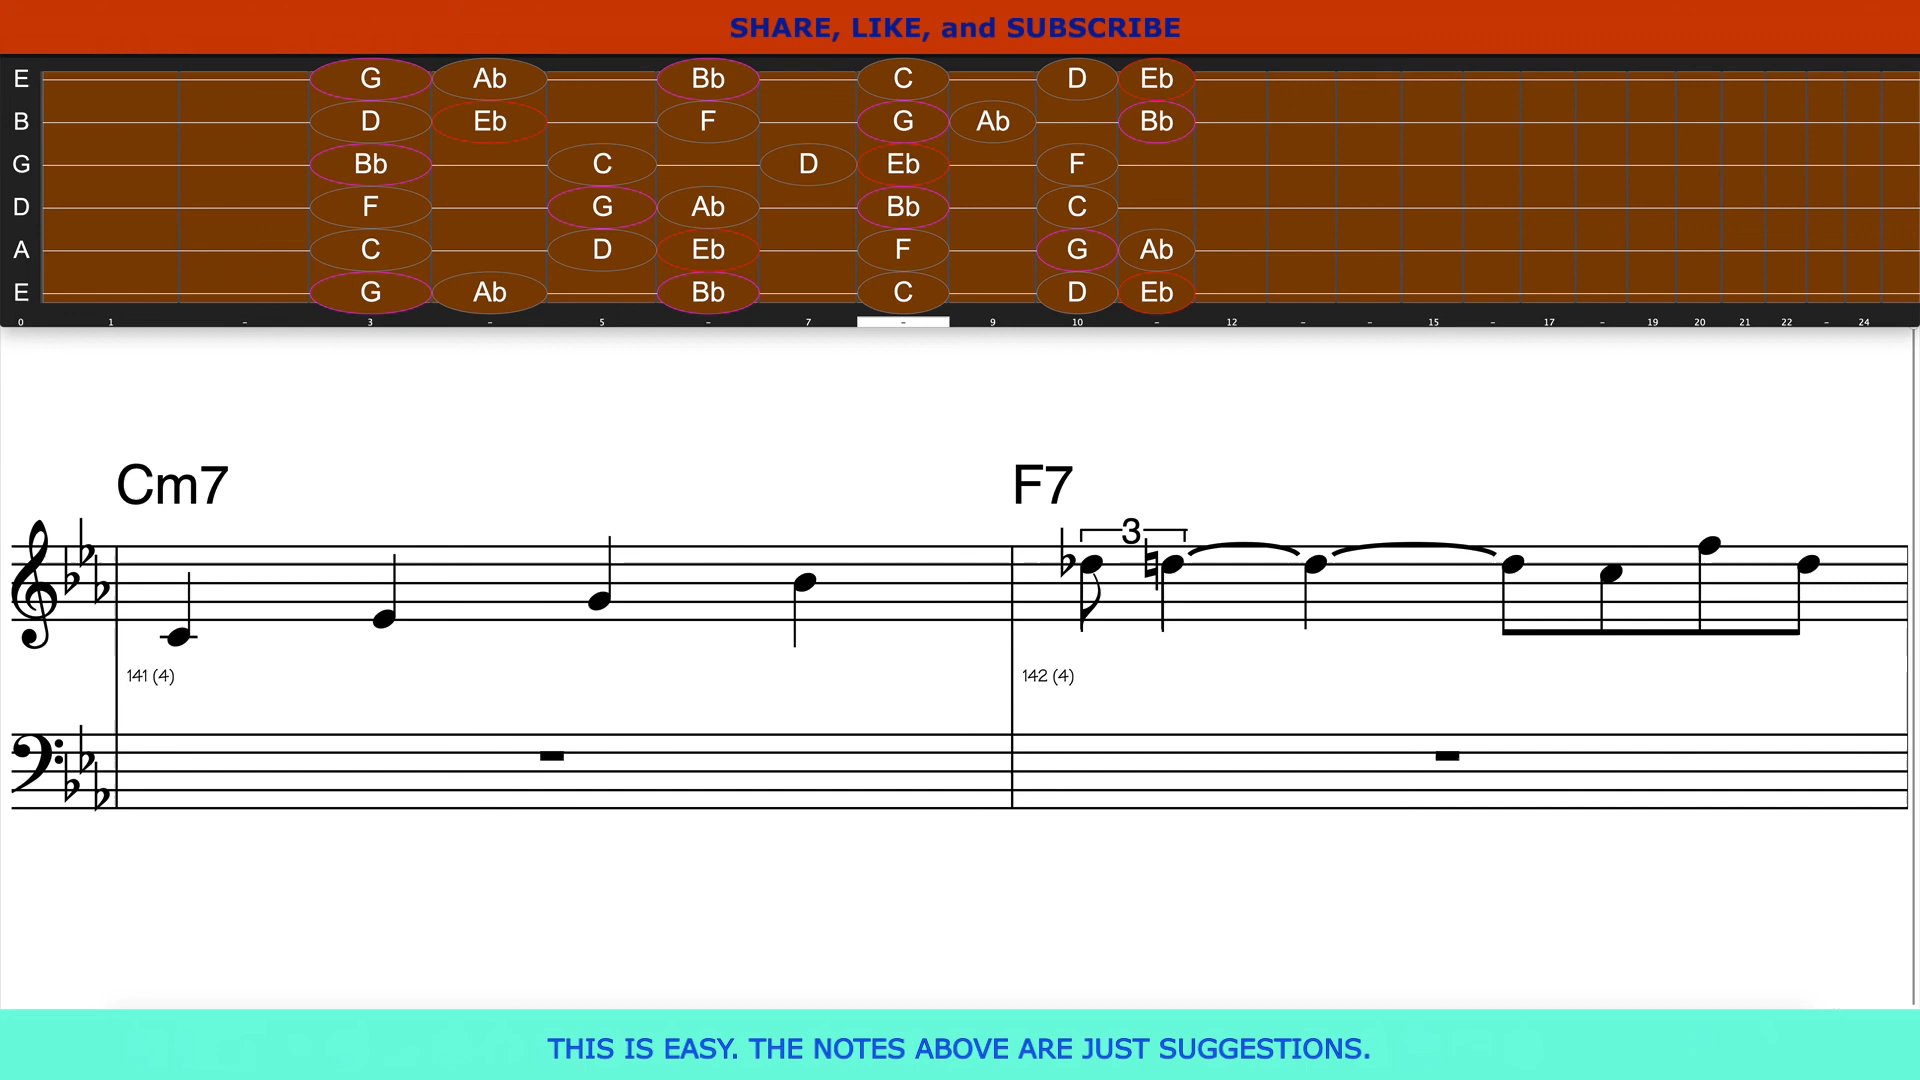 SHARE, LIKE, and SUBSCRIBE
E G Ab Bb C D Eb
B D Eb F G Ab Bb
G Bb C D Eb F
D F G Ab Bb C
A C D Eb F G Ab
E G Ab Bb C D Eb
0 1 - 3 - 5 - 7 - 9 10 - 12 - - 15 - 17 - 19 20 21 22 - 24
Cm7 F7
3
141 (4) 142 (4)
THIS IS EASY. THE NOTES ABOVE ARE JUST SUGGESTIONS.